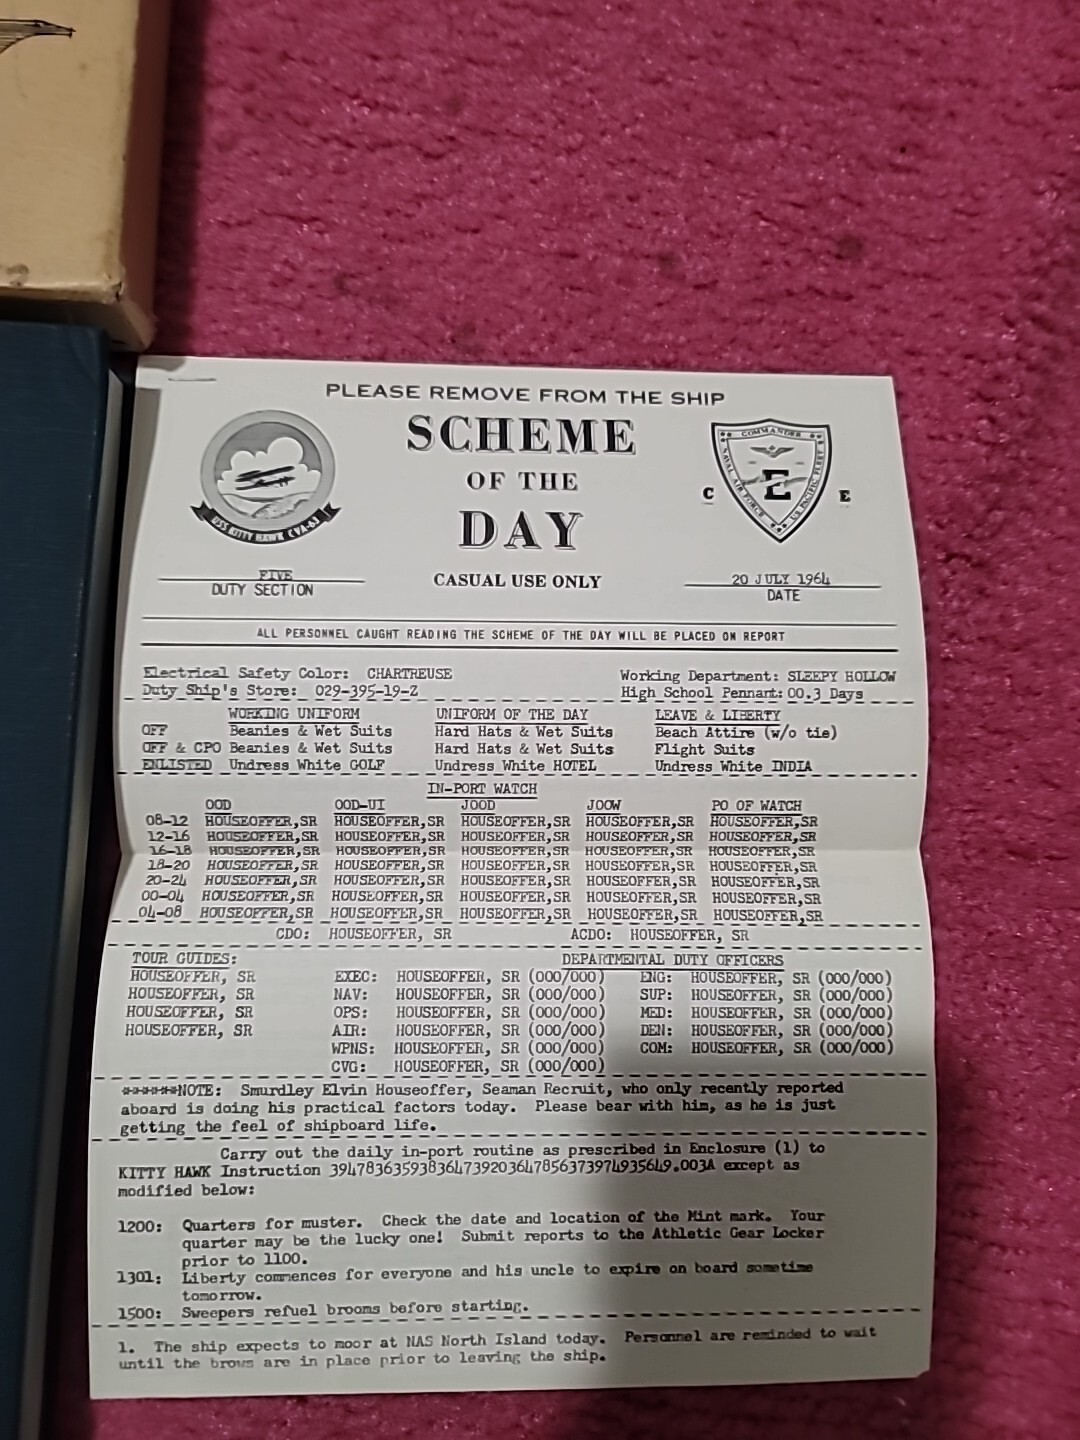 PLEASE REMOVE FROM THE SHIP
SCHEME
OF THE
DAY
USS KITTY HAWK CVA-63
COMMANDER
NAVAL AIR FORCE
US PACIFIC FLEET
C E E
FIVE
DUTY SECTION
CASUAL USE ONLY
20 JULY 1964
DATE
ALL PERSONNEL CAUGHT READING THE SCHEME OF THE DAY WILL BE PLACED ON REPORT
Electrical Safety Color: CHARTREUSE Working Department: SLEEPY HOLLOW
Duty Ship's Store: 029-395-19-Z High School Pennant: 00.3 Days
WORKING UNIFORM UNIFORM OF THE DAY LEAVE & LIBERTY
OFF Beanies & Wet Suits Hard Hats & Wet Suits Beach Attire (w/o tie)
OFF & CPO Beanies & Wet Suits Hard Hats & Wet Suits Flight Suits
ENLISTED Undress White GOLF Undress White HOTEL Undress White INDIA
IN-PORT WATCH
OOD OOD-UI JOOD JOOW PO OF WATCH
08-12 HOUSEOFFER,SR HOUSEOFFER,SR HOUSEOFFER,SR HOUSEOFFER,SR HOUSEOFFER,SR
12-16 HOUSEOFFER,SR HOUSEOFFER,SR HOUSEOFFER,SR HOUSEOFFER,SR HOUSEOFFER,SR
16-18 HOUSEOFFER,SR HOUSEOFFER,SR HOUSEOFFER,SR HOUSEOFFER,SR HOUSEOFFER,SR
18-20 HOUSEOFFER,SR HOUSEOFFER,SR HOUSEOFFER,SR HOUSEOFFER,SR HOUSEOFFER,SR
20-24 HOUSEOFFER,SR HOUSEOFFER,SR HOUSEOFFER,SR HOUSEOFFER,SR HOUSEOFFER,SR
00-04 HOUSEOFFER,SR HOUSEOFFER,SR HOUSEOFFER,SR HOUSEOFFER,SR HOUSEOFFER,SR
04-08 HOUSEOFFER,SR HOUSEOFFER,SR HOUSEOFFER,SR HOUSEOFFER,SR HOUSEOFFER,SR
CDO: HOUSEOFFER, SR ACDO: HOUSEOFFER, SR
TOUR GUIDES: DEPARTMENTAL DUTY OFFICERS
HOUSEOFFER, SR EXEC: HOUSEOFFER, SR (000/000) ENG: HOUSEOFFER, SR (000/000)
HOUSEOFFER, SR NAV: HOUSEOFFER, SR (000/000) SUP: HOUSEOFFER, SR (000/000)
HOUSEOFFER, SR OPS: HOUSEOFFER, SR (000/000) MED: HOUSEOFFER, SR (000/000)
HOUSEOFFER, SR AIR: HOUSEOFFER, SR (000/000) DEN: HOUSEOFFER, SR (000/000)
WPNS: HOUSEOFFER, SR (000/000) COM: HOUSEOFFER, SR (000/000)
CVG: HOUSEOFFER, SR (000/000)
******NOTE: Smurdley Elvin Houseoffer, Seaman Recruit, who only recently reported
aboard is doing his practical factors today. Please bear with him, as he is just
getting the feel of shipboard life.
Carry out the daily in-port routine as prescribed in Enclosure (1) to
KITTY HAWK Instruction 394783635938364739203647856373974935649.003A except as
modified below:
1200: Quarters for muster. Check the date and location of the Mint mark. Your
quarter may be the lucky one! Submit reports to the Athletic Gear Locker
prior to 1100.
1301: Liberty commences for everyone and his uncle to expire on board sometime
tomorrow.
1500: Sweepers refuel brooms before starting.
1. The ship expects to moor at NAS North Island today. Personnel are reminded to wait
until the brows are in place prior to leaving the ship.